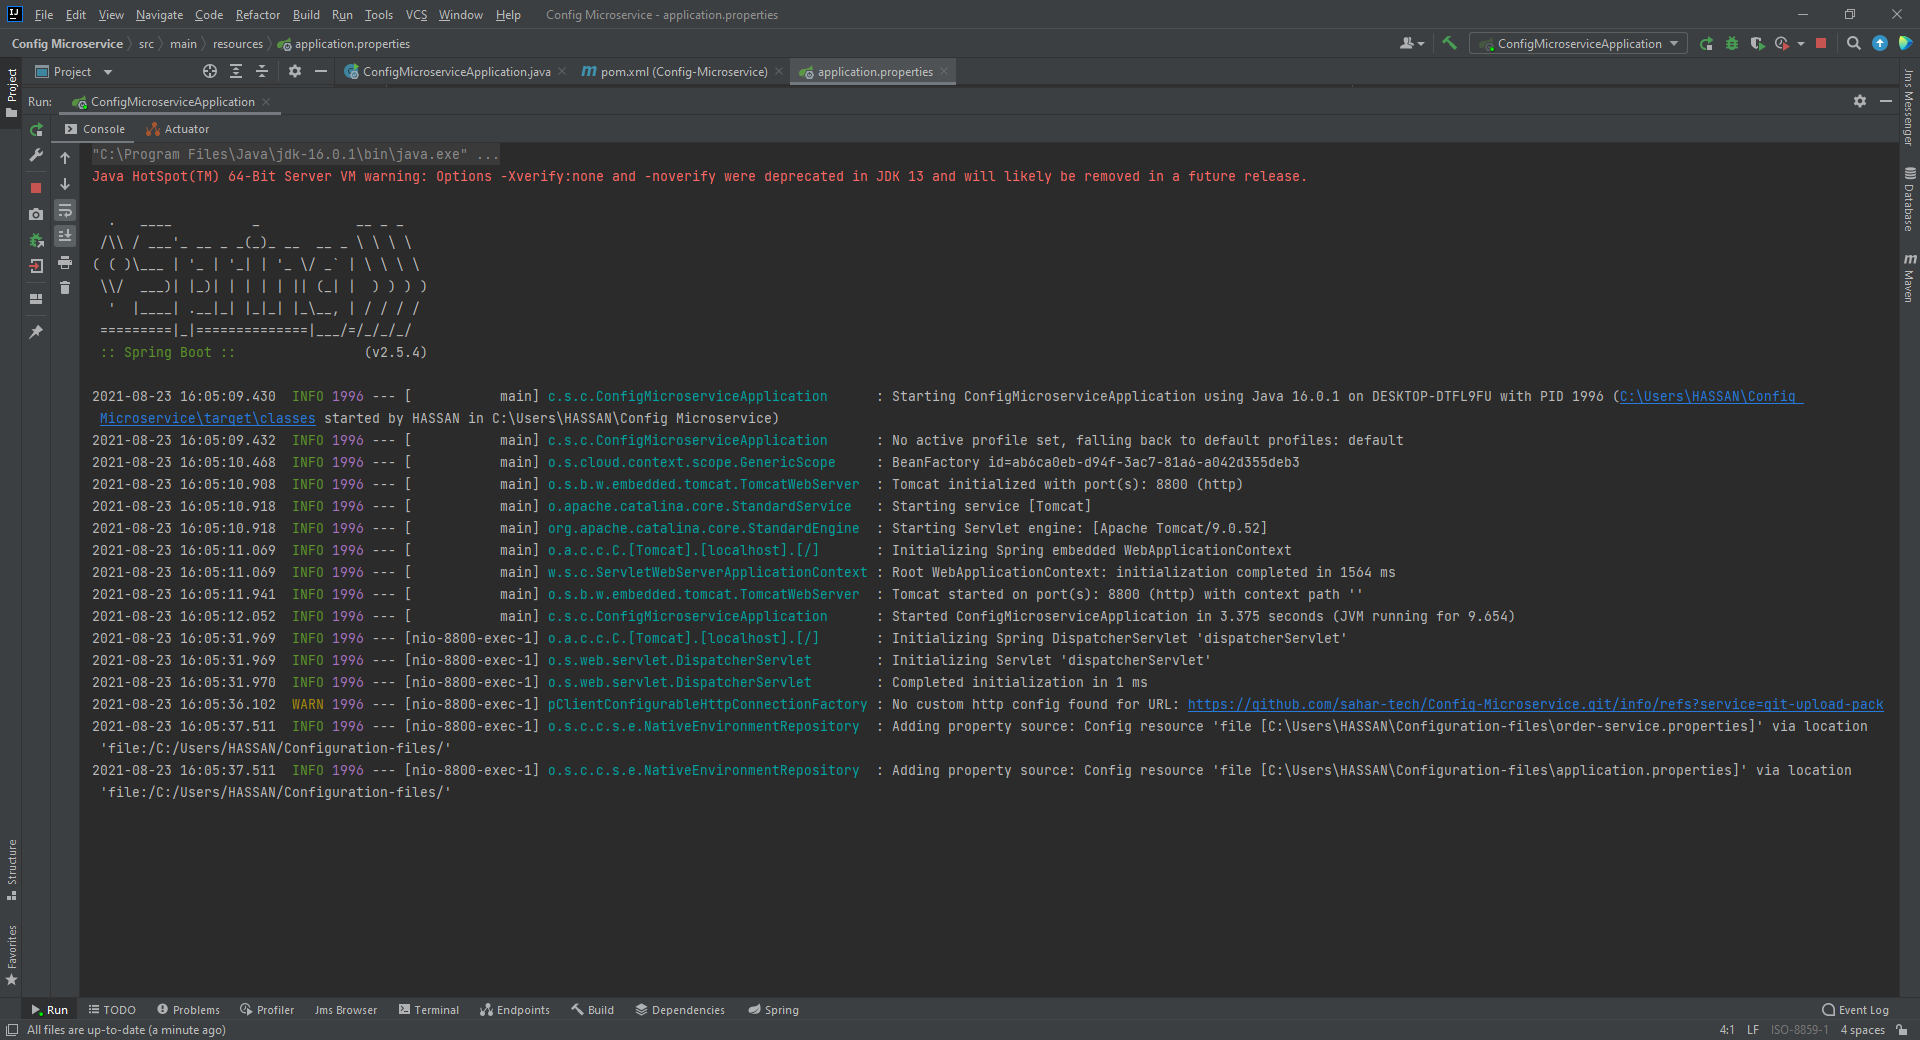 File Edit View Navigate Code Refactor Build Run Tools VCS Window Help Config Microservice - application.properties
Config Microservice src main resources application.properties ConfigMicroserviceApplication
Project ConfigMicroserviceApplication.java pom.xml (Config-Microservice) application.properties
Run: ConfigMicroserviceApplication
Console Actuator
"C:\Program Files\Java\jdk-16.0.1\bin\java.exe" ...
Java HotSpot(TM) 64-Bit Server VM warning: Options -Xverify:none and -noverify were deprecated in JDK 13 and will likely be removed in a future release.
  .   ____          _            __ _ _
 /\\ / ___'_ __ _ _(_)_ __  __ _ \ \ \ \
( ( )\___ | '_ | '_| | '_ \/ _` | \ \ \ \
 \\/  ___)| |_)| | | | | || (_| |  ) ) ) )
  '  |____| .__|_| |_|_| |_\__, | / / / /
 =========|_|==============|___/=/_/_/_/
 :: Spring Boot ::                (v2.5.4)
2021-08-23 16:05:09.430  INFO 1996 --- [           main] c.s.c.ConfigMicroserviceApplication      : Starting ConfigMicroserviceApplication using Java 16.0.1 on DESKTOP-DTFL9FU with PID 1996 (C:\Users\HASSAN\Config
 Microservice\target\classes started by HASSAN in C:\Users\HASSAN\Config Microservice)
2021-08-23 16:05:09.432  INFO 1996 --- [           main] c.s.c.ConfigMicroserviceApplication      : No active profile set, falling back to default profiles: default
2021-08-23 16:05:10.468  INFO 1996 --- [           main] o.s.cloud.context.scope.GenericScope     : BeanFactory id=ab6ca0eb-d94f-3ac7-81a6-a042d355deb3
2021-08-23 16:05:10.908  INFO 1996 --- [           main] o.s.b.w.embedded.tomcat.TomcatWebServer  : Tomcat initialized with port(s): 8800 (http)
2021-08-23 16:05:10.918  INFO 1996 --- [           main] o.apache.catalina.core.StandardService   : Starting service [Tomcat]
2021-08-23 16:05:10.918  INFO 1996 --- [           main] org.apache.catalina.core.StandardEngine  : Starting Servlet engine: [Apache Tomcat/9.0.52]
2021-08-23 16:05:11.069  INFO 1996 --- [           main] o.a.c.c.C.[Tomcat].[localhost].[/]       : Initializing Spring embedded WebApplicationContext
2021-08-23 16:05:11.069  INFO 1996 --- [           main] w.s.c.ServletWebServerApplicationContext : Root WebApplicationContext: initialization completed in 1564 ms
2021-08-23 16:05:11.941  INFO 1996 --- [           main] o.s.b.w.embedded.tomcat.TomcatWebServer  : Tomcat started on port(s): 8800 (http) with context path ''
2021-08-23 16:05:12.052  INFO 1996 --- [           main] c.s.c.ConfigMicroserviceApplication      : Started ConfigMicroserviceApplication in 3.375 seconds (JVM running for 9.654)
2021-08-23 16:05:31.969  INFO 1996 --- [nio-8800-exec-1] o.a.c.c.C.[Tomcat].[localhost].[/]       : Initializing Spring DispatcherServlet 'dispatcherServlet'
2021-08-23 16:05:31.969  INFO 1996 --- [nio-8800-exec-1] o.s.web.servlet.DispatcherServlet        : Initializing Servlet 'dispatcherServlet'
2021-08-23 16:05:31.970  INFO 1996 --- [nio-8800-exec-1] o.s.web.servlet.DispatcherServlet        : Completed initialization in 1 ms
2021-08-23 16:05:36.102  WARN 1996 --- [nio-8800-exec-1] pClientConfigurableHttpConnectionFactory : No custom http config found for URL: https://github.com/sahar-tech/Config-Microservice.git/info/refs?service=git-upload-pack
2021-08-23 16:05:37.511  INFO 1996 --- [nio-8800-exec-1] o.s.c.c.s.e.NativeEnvironmentRepository  : Adding property source: Config resource 'file [C:\Users\HASSAN\Configuration-files\order-service.properties]' via location
 'file:/C:/Users/HASSAN/Configuration-files/'
2021-08-23 16:05:37.511  INFO 1996 --- [nio-8800-exec-1] o.s.c.c.s.e.NativeEnvironmentRepository  : Adding property source: Config resource 'file [C:\Users\HASSAN\Configuration-files\application.properties]' via location
 'file:/C:/Users/HASSAN/Configuration-files/'
Project
Structure
Favorites
Jms Messenger
Database
Maven
Run TODO Problems Profiler Jms Browser Terminal Endpoints Build Dependencies Spring Event Log
All files are up-to-date (a minute ago) 4:1 LF ISO-8859-1 4 spaces